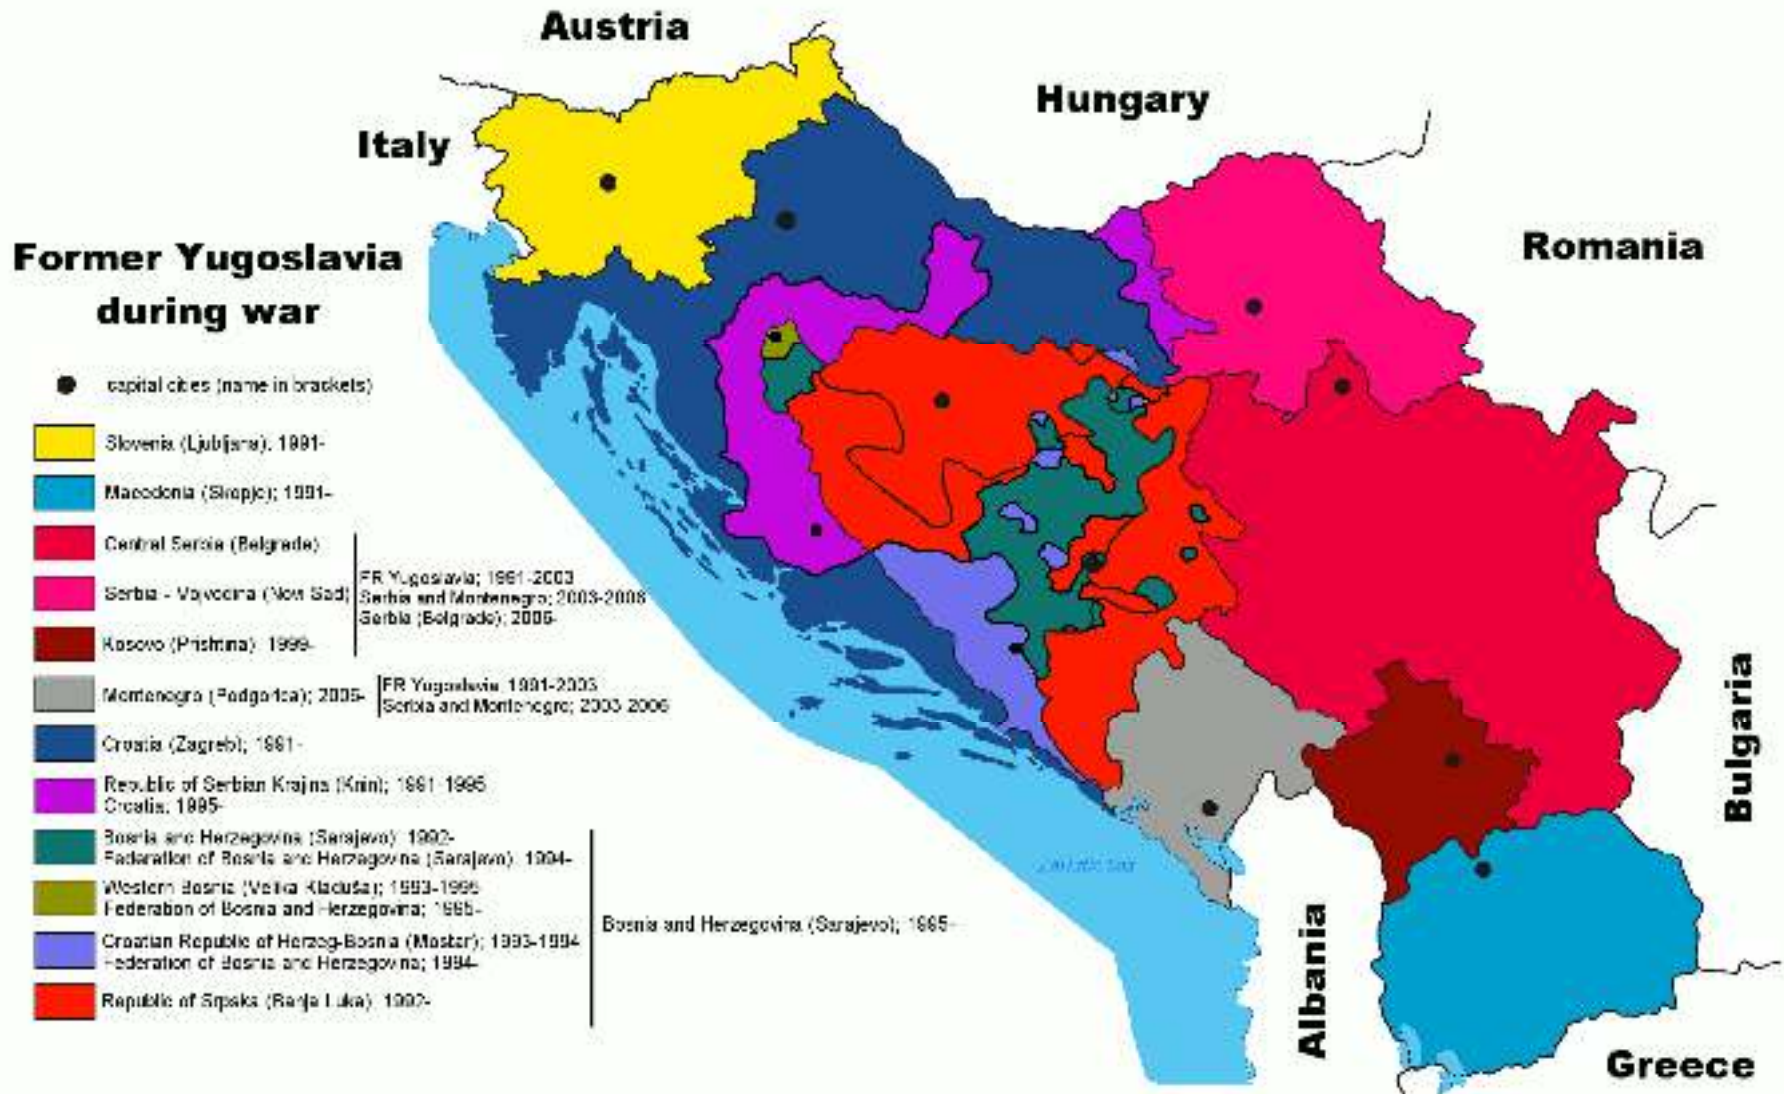 Austria
Hungary
Italy
Romania
Former Yugoslavia
during war
capital cities (name in brackets)
Slovenia (Ljubljana); 1991-
Macedonia (Skopje); 1991-
Central Serbia (Belgrade)
Serbia - Vojvodina (Novi Sad)
Kosovo (Prishtina) 1999-
FR Yugoslavia; 1991-2003
Serbia and Montenegro; 2003-2006
Serbia (Belgrade); 2006-
Montenegro (Podgorica); 2006-
FR Yugoslavia 1991-2003
Serbia and Montenegro; 2003-2006
Croatia (Zagreb); 1991-
Republic of Serbian Krajina (Knin); 1991-1995
Croatia; 1995-
Bosnia and Herzegovina (Sarajevo) 1992-
Federation of Bosnia and Herzegovina (Sarajevo) 1994-
Western Bosnia (Velika Kladuša); 1993-1995
Federation of Bosnia and Herzegovina; 1995-
Croatian Republic of Herzeg-Bosnia (Mostar); 1993-1994
Federation of Bosnia and Herzegovina; 1994-
Republic of Srpska (Banja Luka) 1992-
Bosnia and Herzegovina (Sarajevo); 1995-
Bulgaria
Albania
Greece